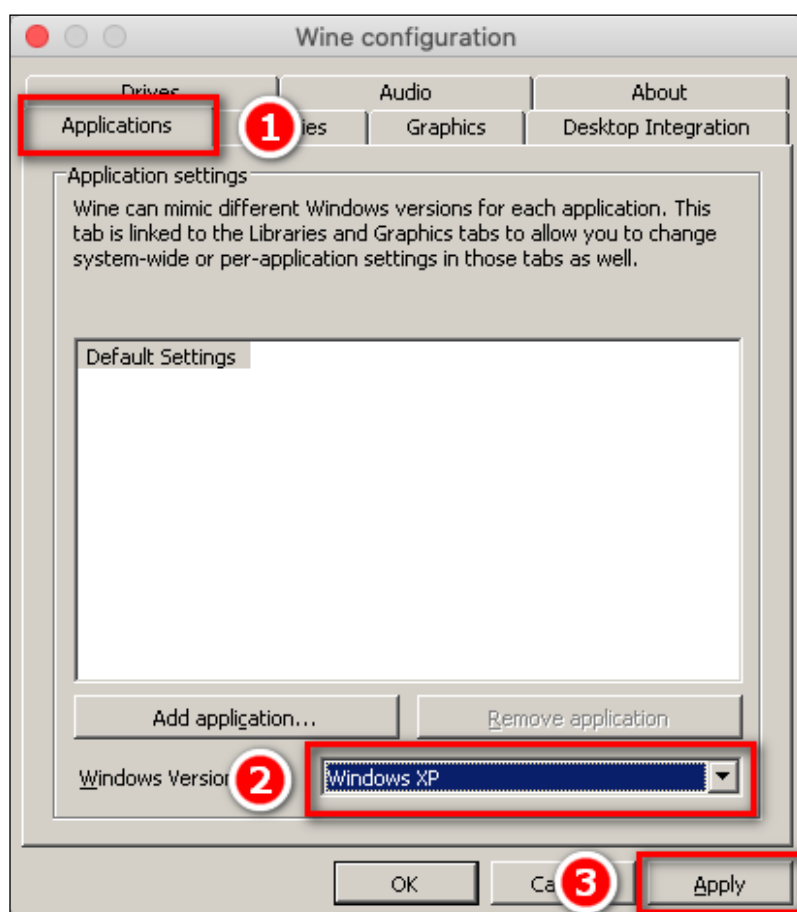 Wine configuration
Drives Audio About
Applications 1 ies Graphics Desktop Integration
Application settings
Wine can mimic different Windows versions for each application. This
tab is linked to the Libraries and Graphics tabs to allow you to change
system-wide or per-application settings in those tabs as well.
Default Settings
Add application... Remove application
Windows Version 2 Windows XP
OK Ca 3 Apply